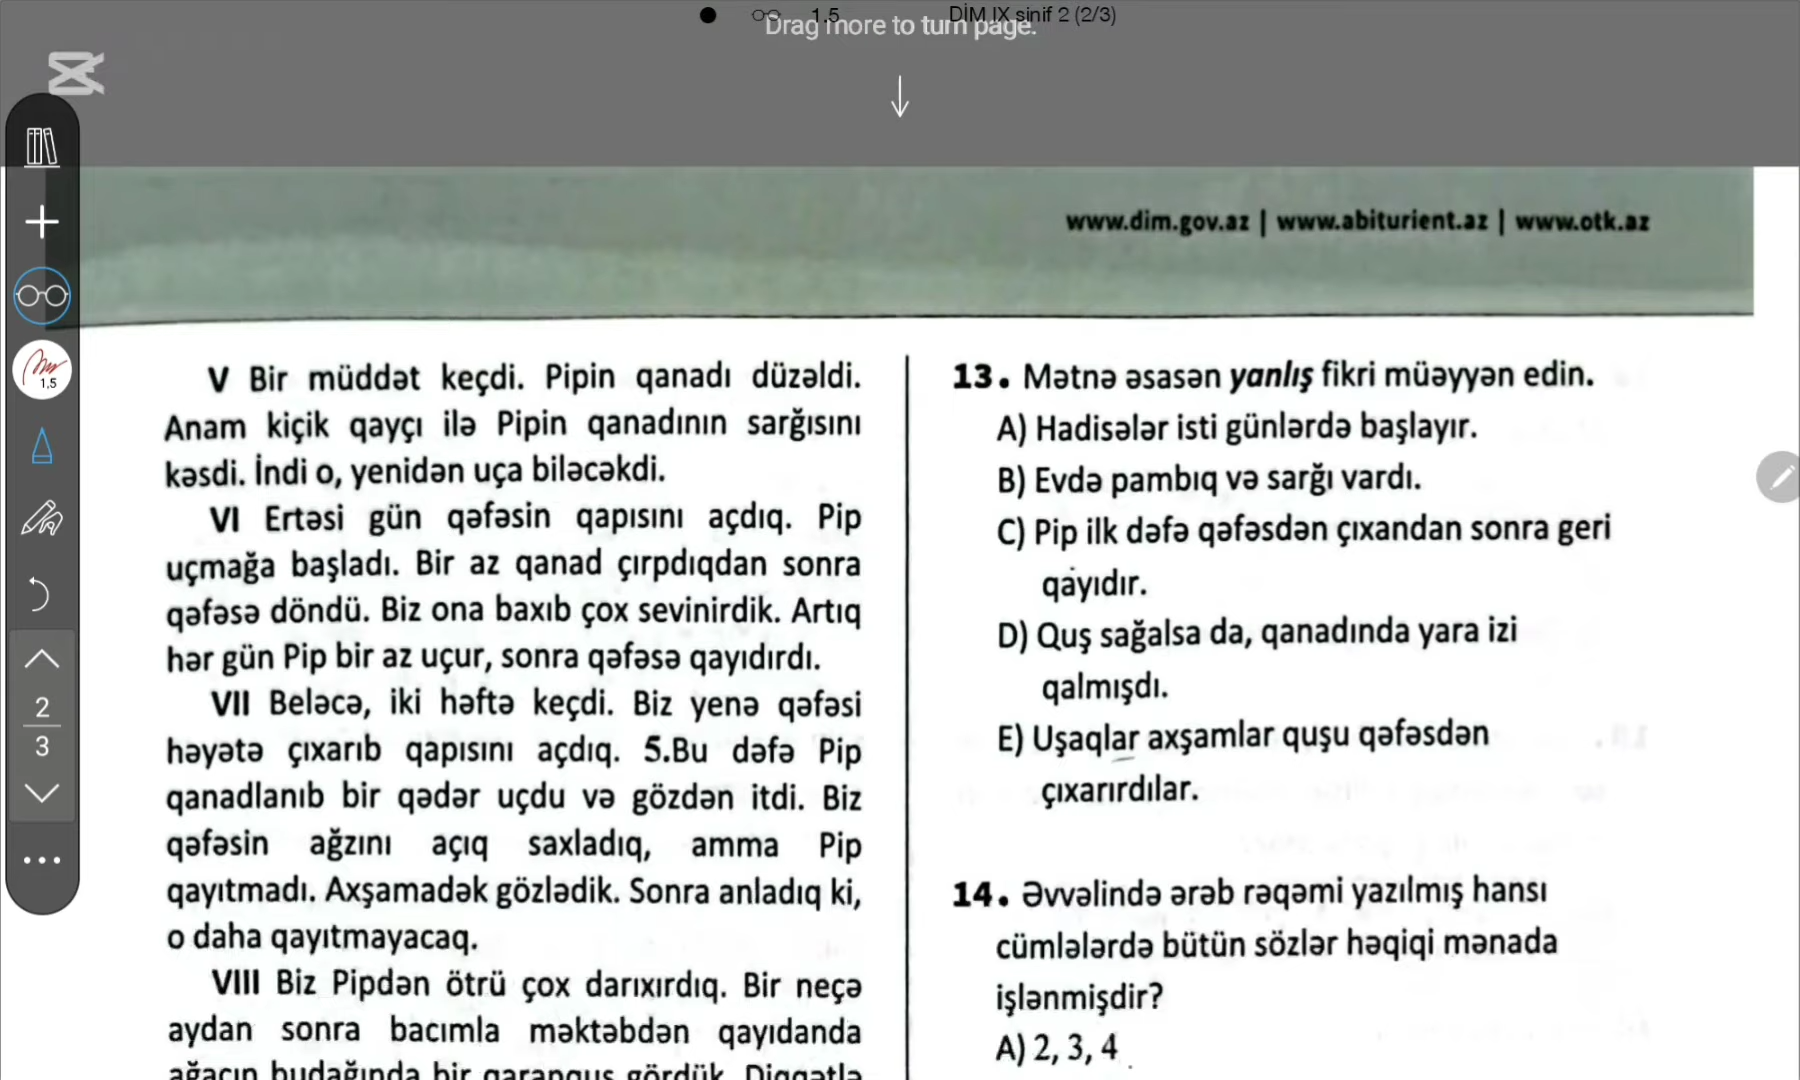 1.5 DİM IX sinif 2 (2/3)
Drag more to turn page.
www.dim.gov.az | www.abiturient.az | www.otk.az
1,5
2
3
V Bir müddət keçdi. Pipin qanadı düzəldi.
Anam kiçik qayçı ilə Pipin qanadının sarğısını
kəsdi. İndi o, yenidən uça biləcəkdi.
VI Ertəsi gün qəfəsin qapısını açdıq. Pip
uçmağa başladı. Bir az qanad çırpdıqdan sonra
qəfəsə döndü. Biz ona baxıb çox sevinirdik. Artıq
hər gün Pip bir az uçur, sonra qəfəsə qayıdırdı.
VII Beləcə, iki həftə keçdi. Biz yenə qəfəsi
həyətə çıxarıb qapısını açdıq. 5.Bu dəfə Pip
qanadlanıb bir qədər uçdu və gözdən itdi. Biz
qəfəsin ağzını açıq saxladıq, amma Pip
qayıtmadı. Axşamadək gözlədik. Sonra anladıq ki,
o daha qayıtmayacaq.
VIII Biz Pipdən ötrü çox darıxırdıq. Bir neçə
aydan sonra bacımla məktəbdən qayıdanda
ağacın budağında bir qaranquş gördük. Diqqətlə
13. Mətnə əsasən yanlış fikri müəyyən edin.
A) Hadisələr isti günlərdə başlayır.
B) Evdə pambıq və sarğı vardı.
C) Pip ilk dəfə qəfəsdən çıxandan sonra geri
qayıdır.
D) Quş sağalsa da, qanadında yara izi
qalmışdı.
E) Uşaqlar axşamlar quşu qəfəsdən
çıxarırdılar.
14. Əvvəlində ərəb rəqəmi yazılmış hansı
cümlələrdə bütün sözlər həqiqi mənada
işlənmişdir?
A) 2, 3, 4